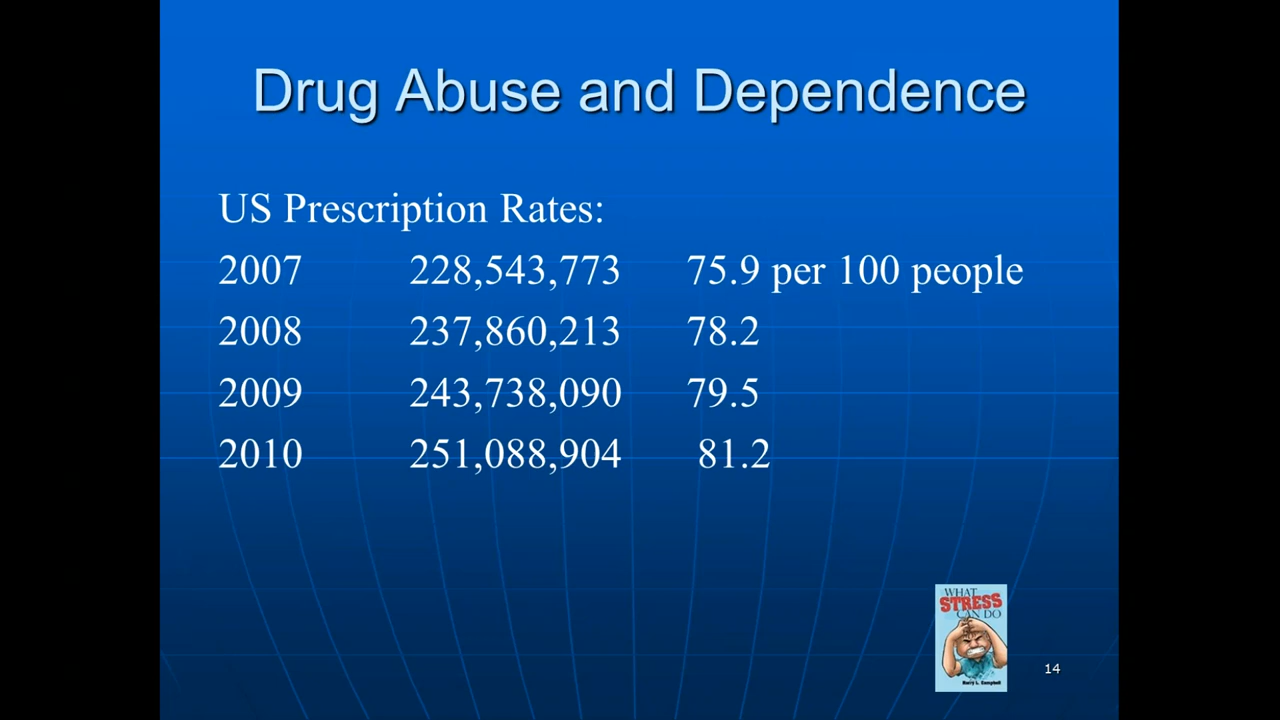 Drug Abuse and Dependence
US Prescription Rates:
2007 228,543,773 75.9 per 100 people
2008 237,860,213 78.2
2009 243,738,090 79.5
2010 251,088,904 81.2
WHAT
STRESS
CAN DO
Harry L. Campbell
14